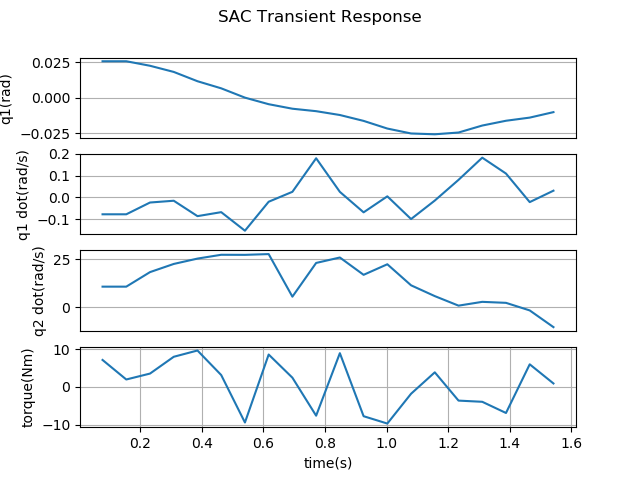 SAC Transient Response
q1(rad)
0.025
0.000
−0.025
q1 dot(rad/s)
0.2
0.1
0.0
−0.1
q2 dot(rad/s)
25
0
torque(Nm)
10
0
−10
0.2 0.4 0.6 0.8 1.0 1.2 1.4 1.6
time(s)